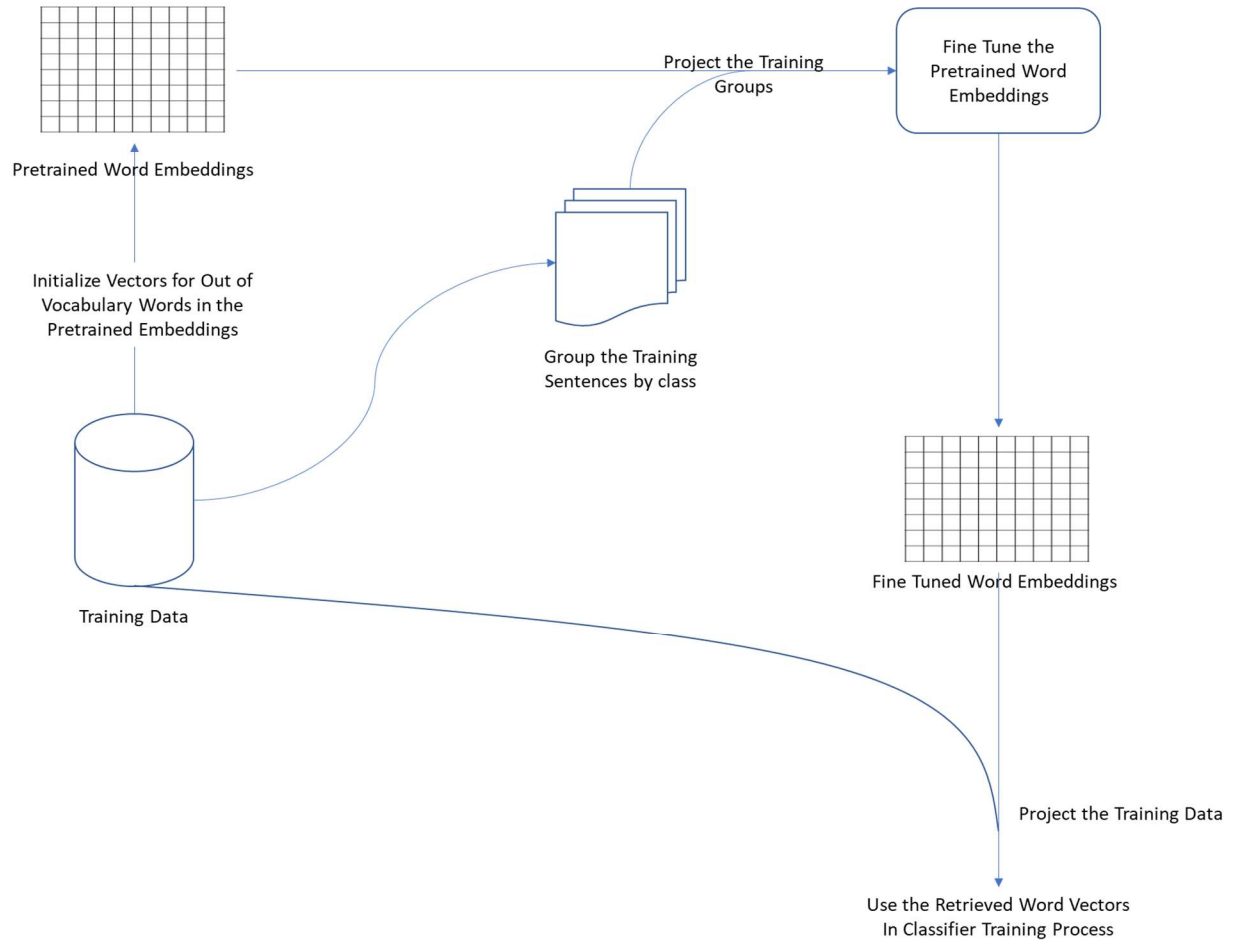 Project the Training
Groups
Fine Tune the
Pretrained Word
Embeddings
Pretrained Word Embeddings
Initialize Vectors for Out of
Vocabulary Words in the
Pretrained Embeddings
Group the Training
Sentences by class
Training Data
Fine Tuned Word Embeddings
Project the Training Data
Use the Retrieved Word Vectors
In Classifier Training Process